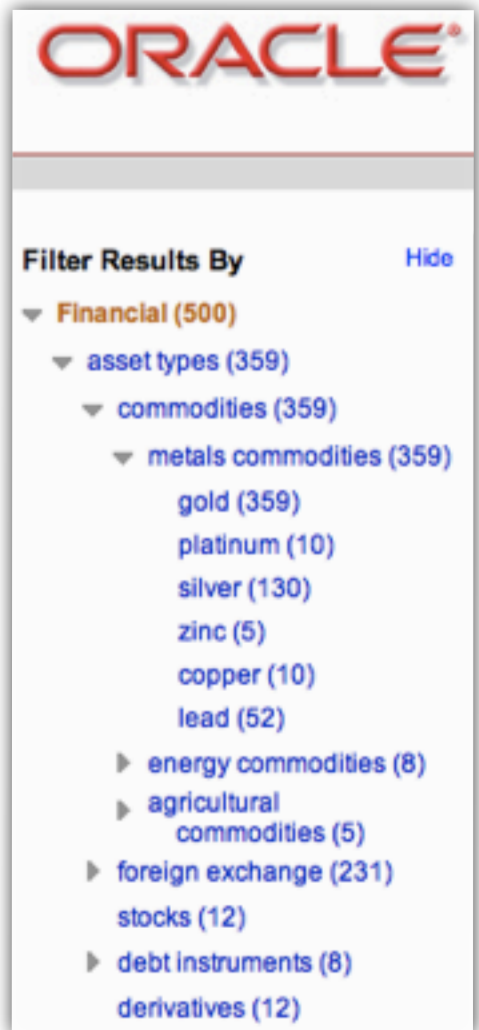 ORACLE®
Filter Results By Hide
Financial (500)
asset types (359)
commodities (359)
metals commodities (359)
gold (359)
platinum (10)
silver (130)
zinc (5)
copper (10)
lead (52)
energy commodities (8)
agricultural
commodities (5)
foreign exchange (231)
stocks (12)
debt instruments (8)
derivatives (12)